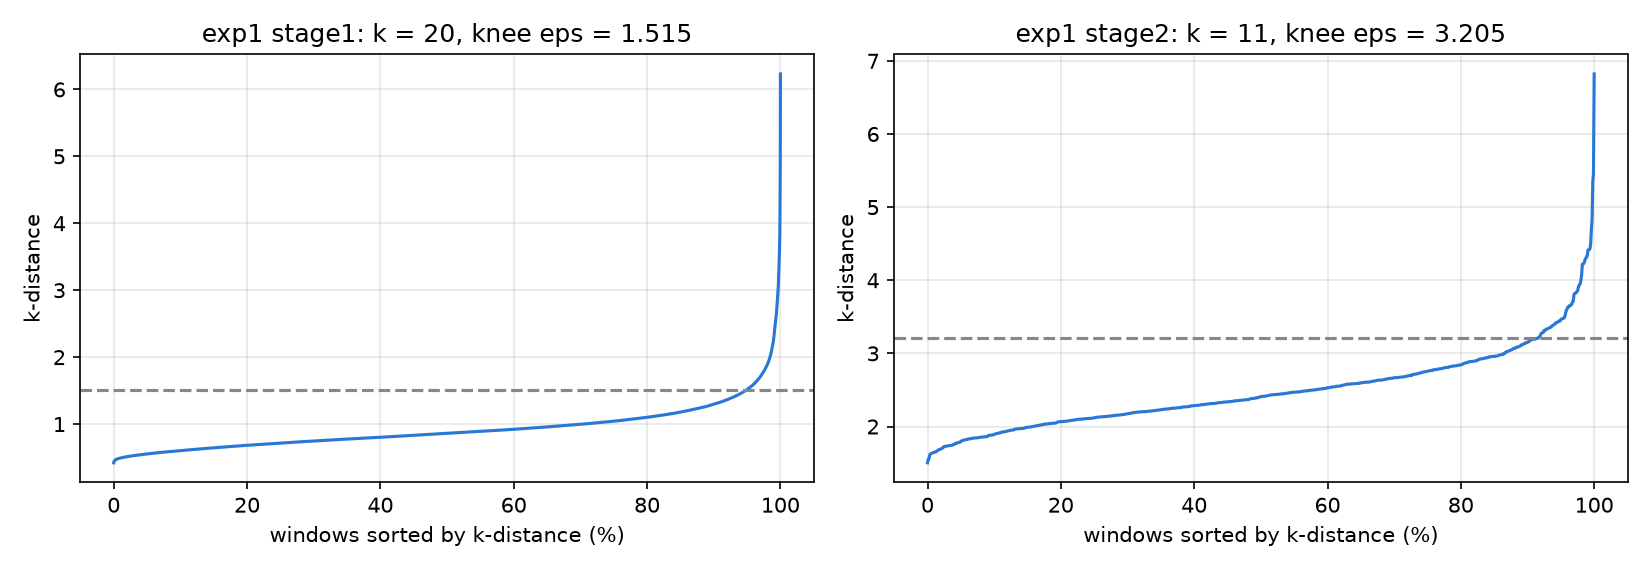 exp1 stage1: k = 20, knee eps = 1.515
6
5
4
3
2
1
k-distance
0 20 40 60 80 100
windows sorted by k-distance (%)
exp1 stage2: k = 11, knee eps = 3.205
7
6
5
4
3
2
k-distance
0 20 40 60 80 100
windows sorted by k-distance (%)